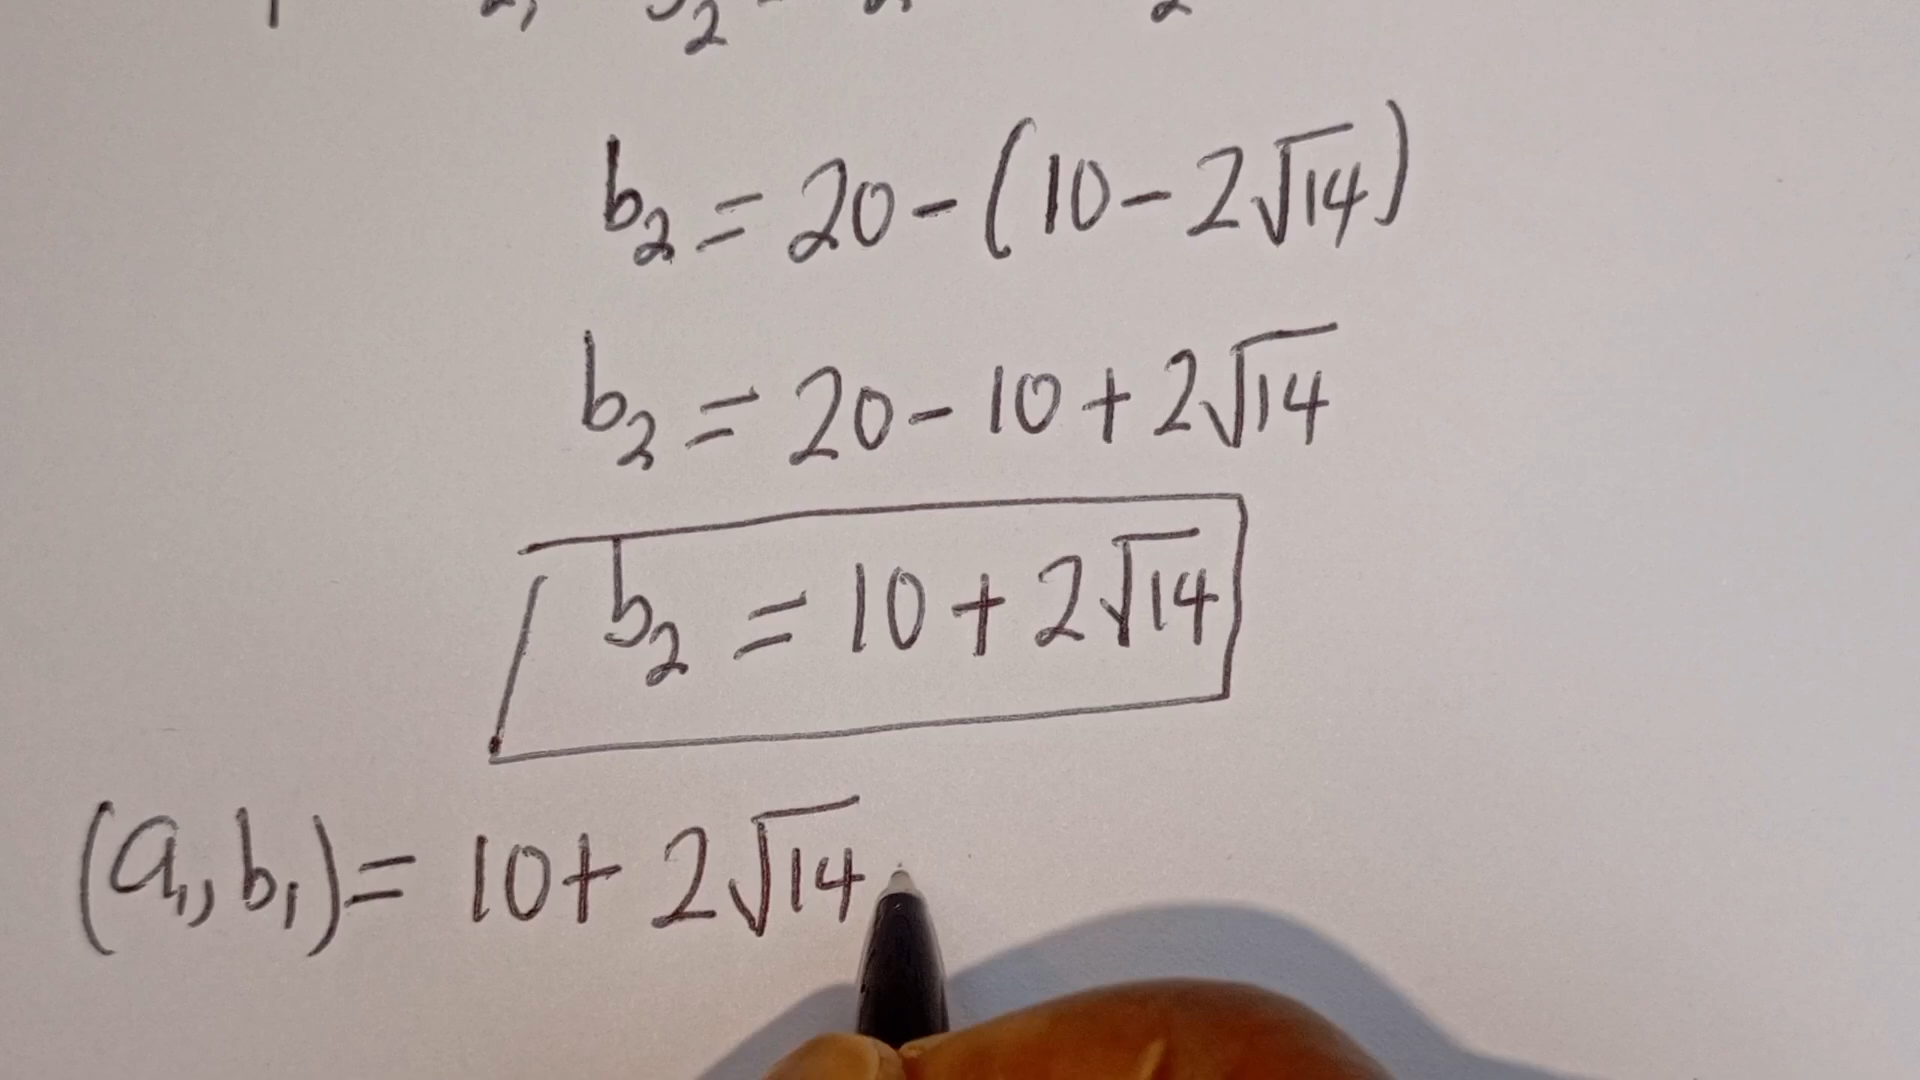 b₂ = 20 - (10 - 2√14)
b₂ = 20 - 10 + 2√14
b₂ = 10 + 2√14
(a₁, b₁) = 10 + 2√14